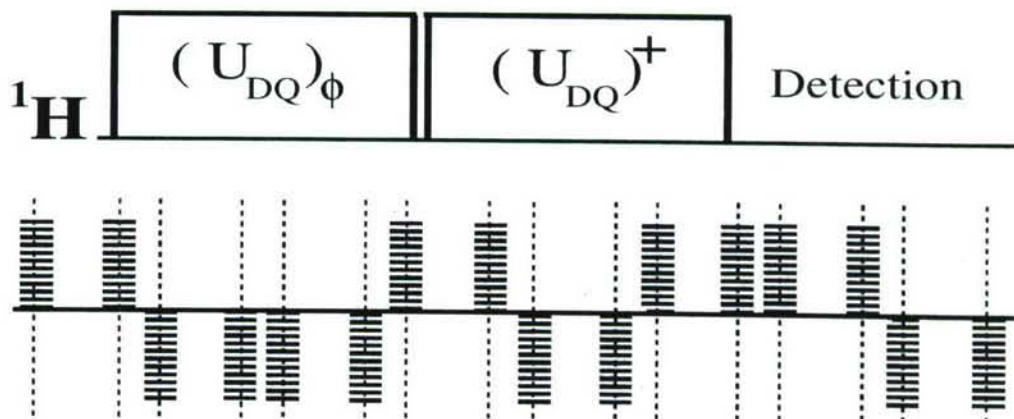 ¹H (U_DQ)_ϕ (U_DQ)⁺ Detection